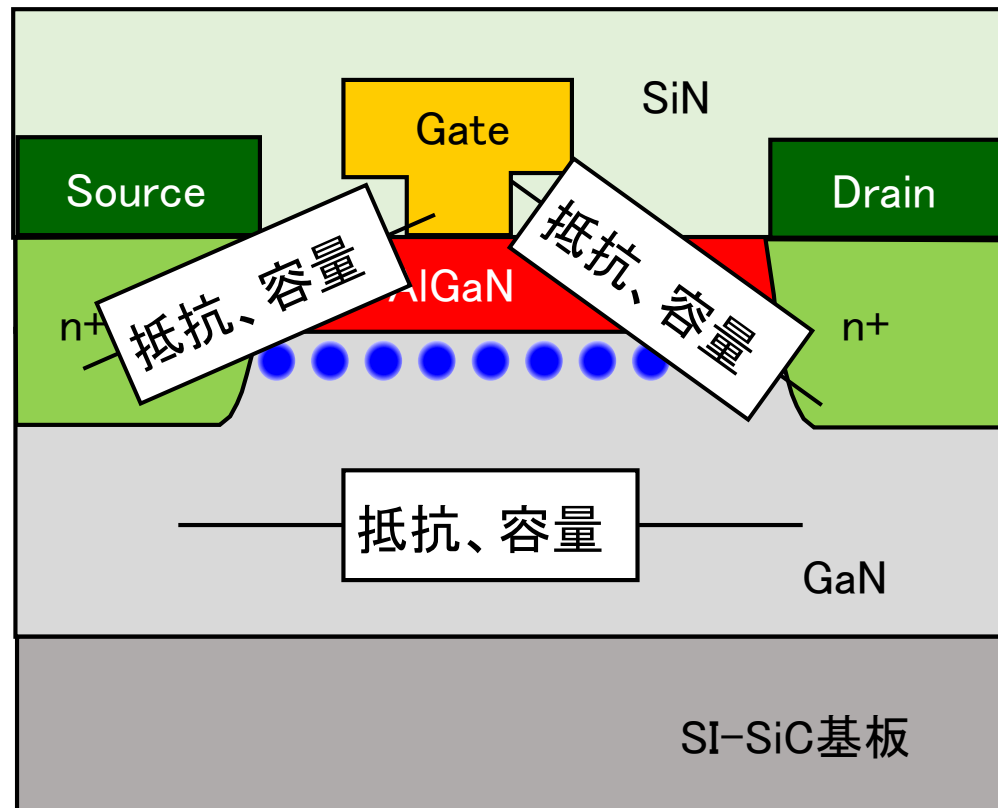 SiN
Gate
Source
Drain
抵抗、容量
抵抗、容量
AlGaN
n+
n+
抵抗、容量
GaN
SI-SiC基板